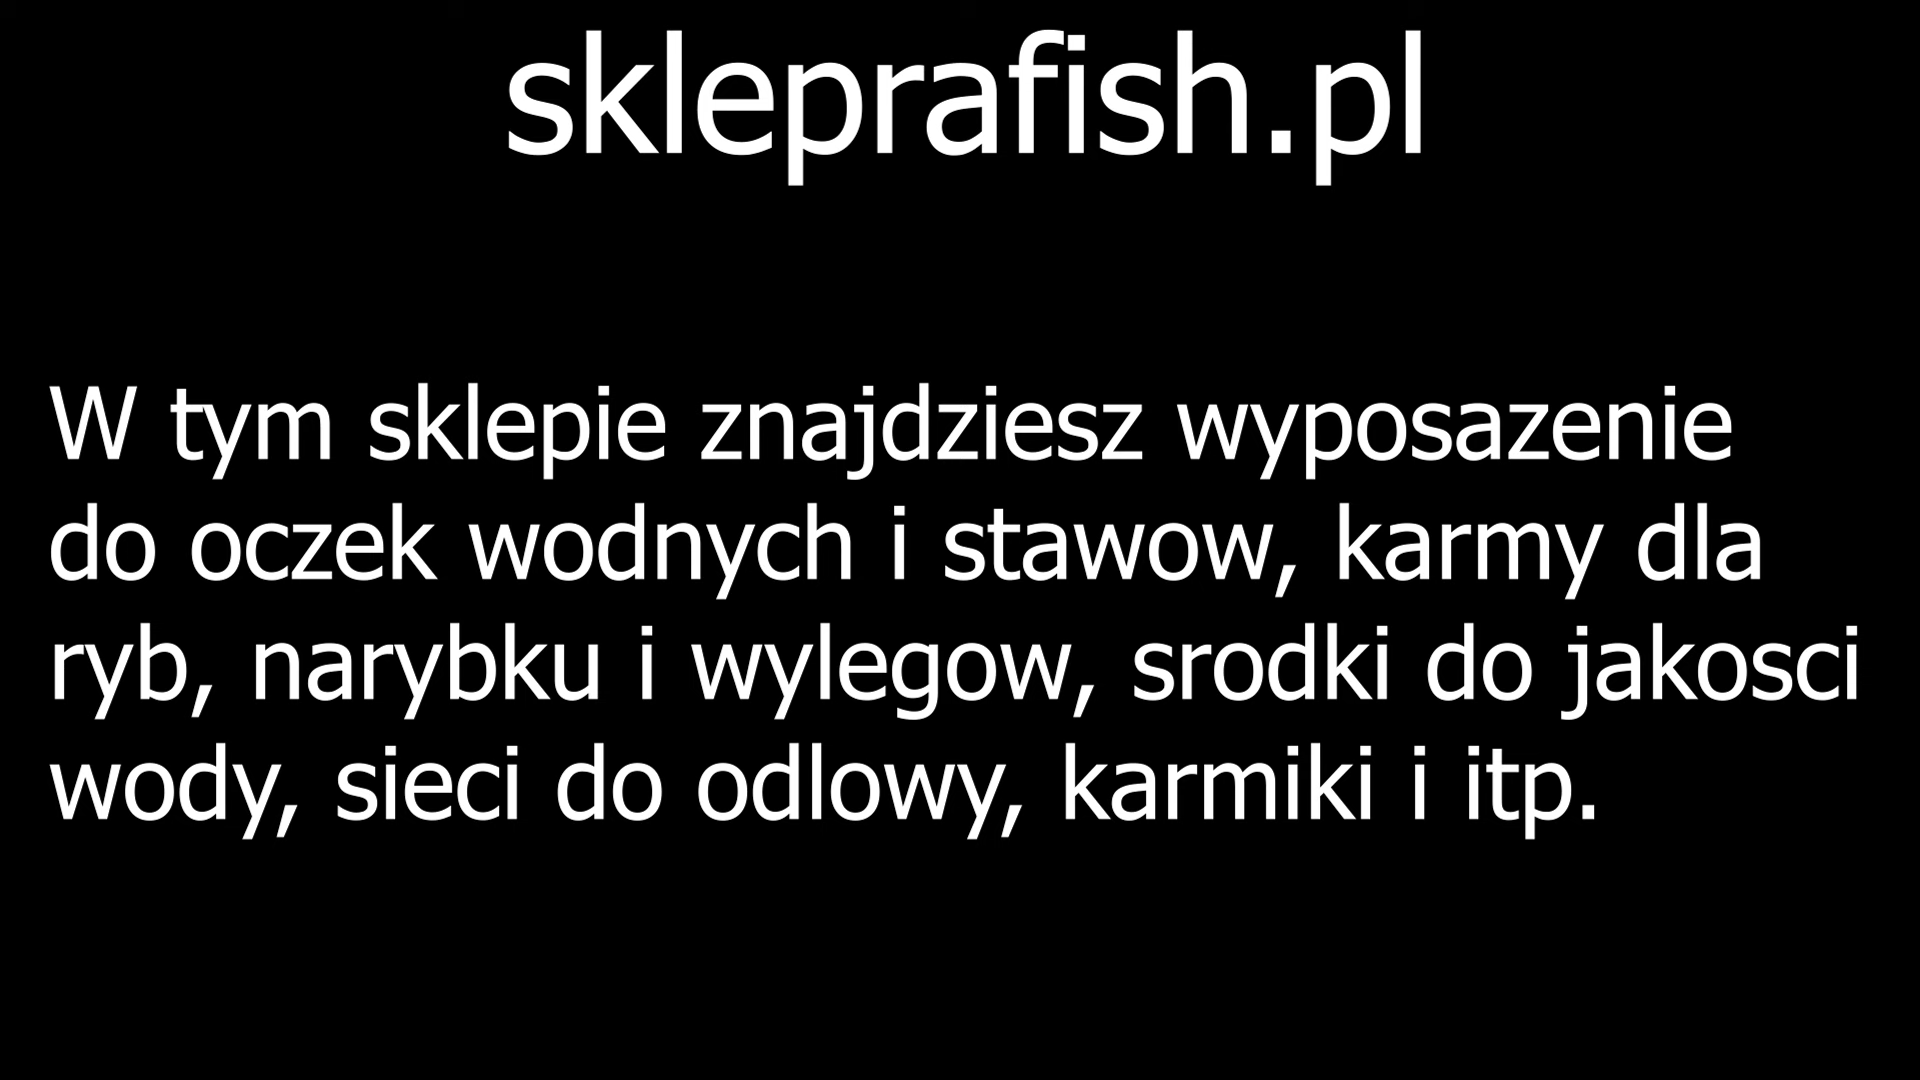 skleprafish.pl
W tym sklepie znajdziesz wyposazenie
do oczek wodnych i stawow, karmy dla
ryb, narybku i wylegow, srodki do jakosci
wody, sieci do odlowy, karmiki i itp.